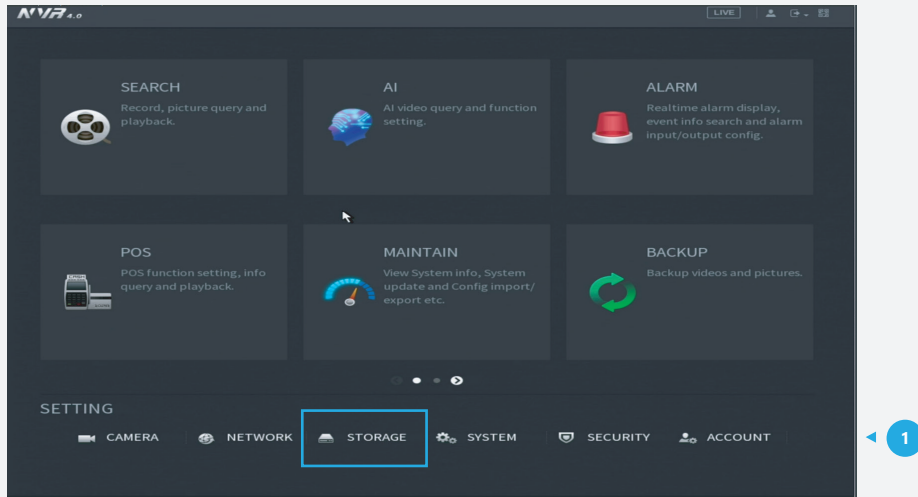 NVR 4.0
LIVE
SEARCH
Record, picture query and
playback.
AI
AI video query and function
setting.
ALARM
Realtime alarm display,
event info search and alarm
input/output config.
POS
POS function setting, info
query and playback.
MAINTAIN
View System info, System
update and Config import/
export etc.
BACKUP
Backup videos and pictures.
SETTING
CAMERA
NETWORK
STORAGE
SYSTEM
SECURITY
ACCOUNT
1